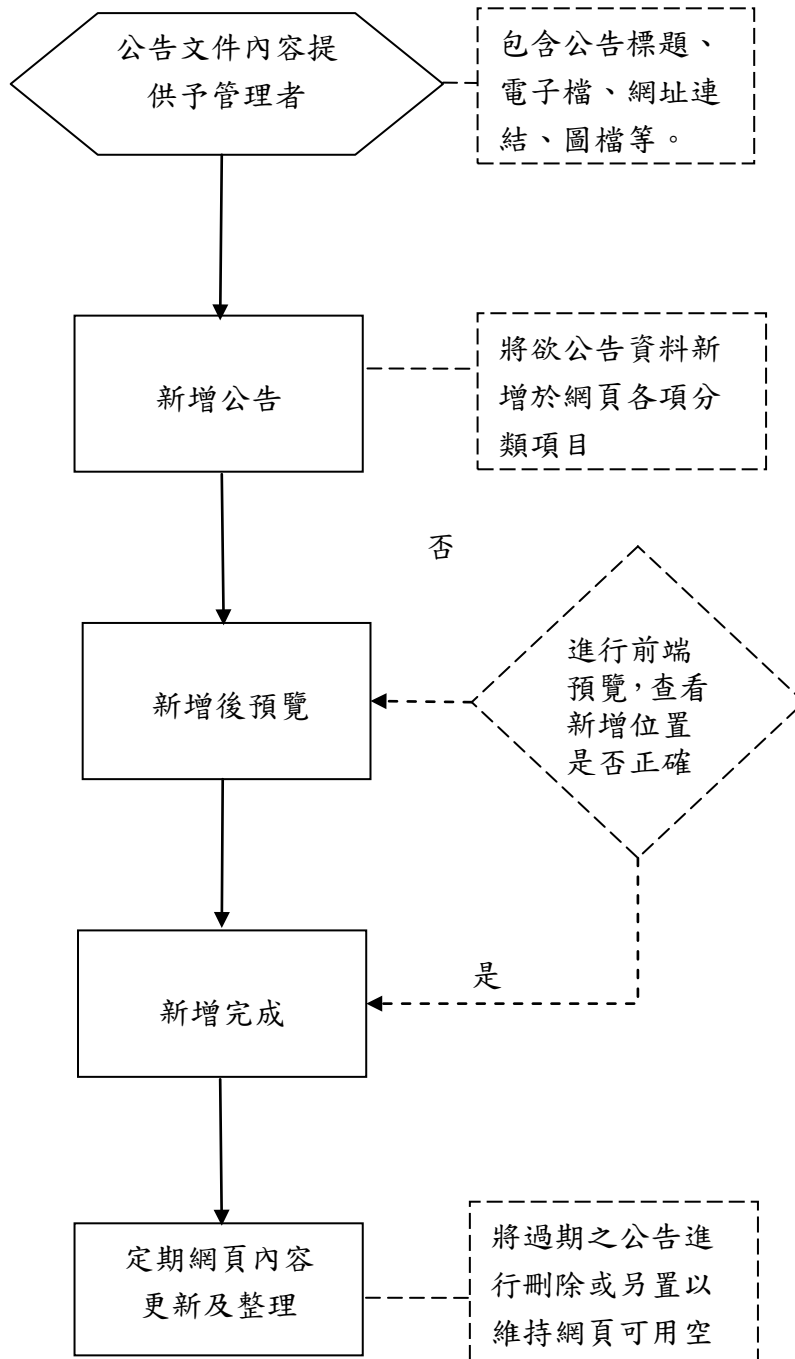 公告文件內容提
供予管理者
包含公告標題、
電子檔、網址連
結、圖檔等。
新增公告
將欲公告資料新
增於網頁各項分
類項目
否
新增後預覽
進行前端
預覽，查看
新增位置
是否正確
新增完成
是
定期網頁內容
更新及整理
將過期之公告進
行刪除或另置以
維持網頁可用空